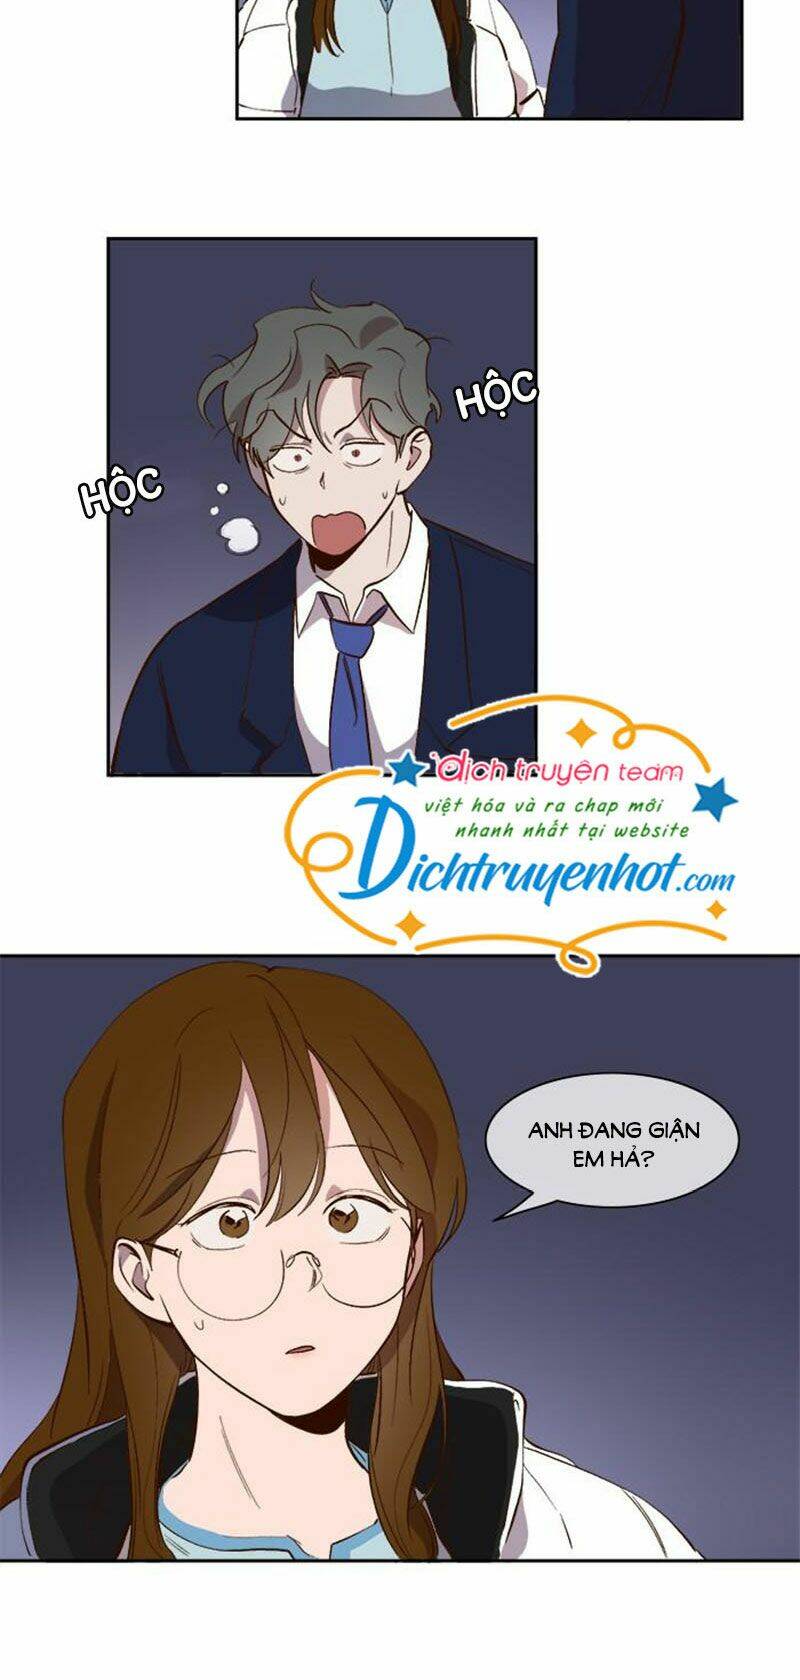 HỘC
HỘC
dịch truyện team
việt hóa và ra chap mới
nhanh nhất tại website
Dichtruyenhot.com
ANH ĐANG GIẬN
EM HẢ?